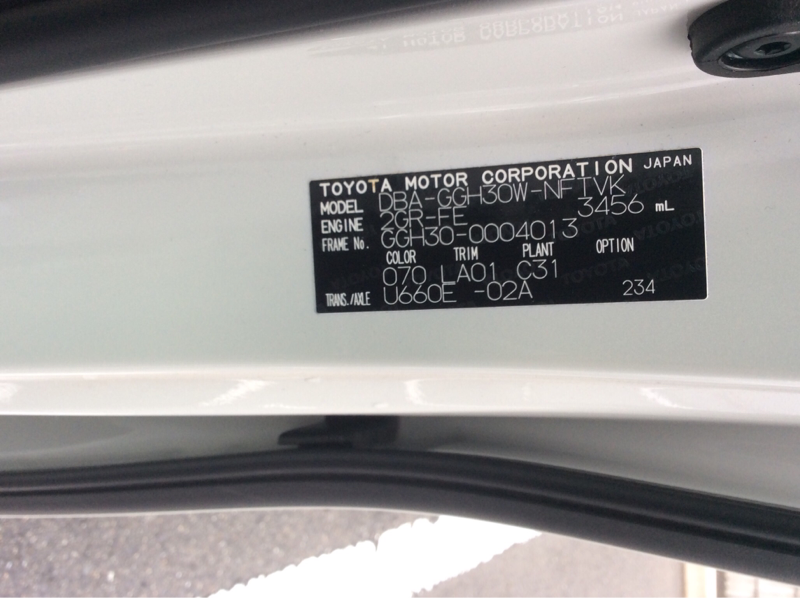 TOYOTA MOTOR CORPORATION JAPAN
MODEL DBA-GGH30W-NFTVK
ENGINE 2GR-FE 3456 mL
FRAME No. GGH30-0004013
COLOR TRIM PLANT OPTION
070 LA01 C31
TRANS./AXLE U660E -02A 234